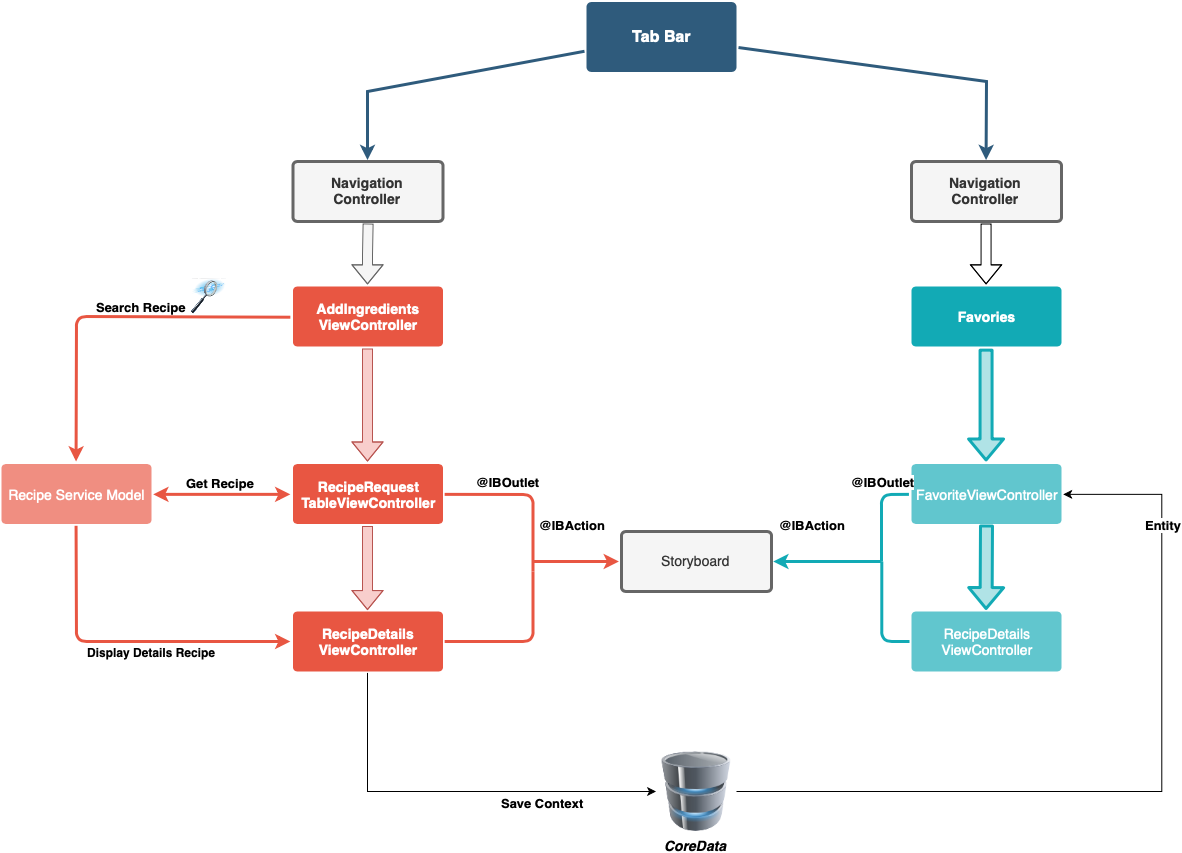 Tab Bar
Navigation
Controller
Navigation
Controller
Search Recipe
AddIngredients
ViewController
Favories
Recipe Service Model
Get Recipe
RecipeRequest
TableViewController
@IBOutlet
@IBAction
Storyboard
@IBAction
@IBOutlet
FavoriteViewController
Entity
Display Details Recipe
RecipeDetails
ViewController
RecipeDetails
ViewController
Save Context
CoreData